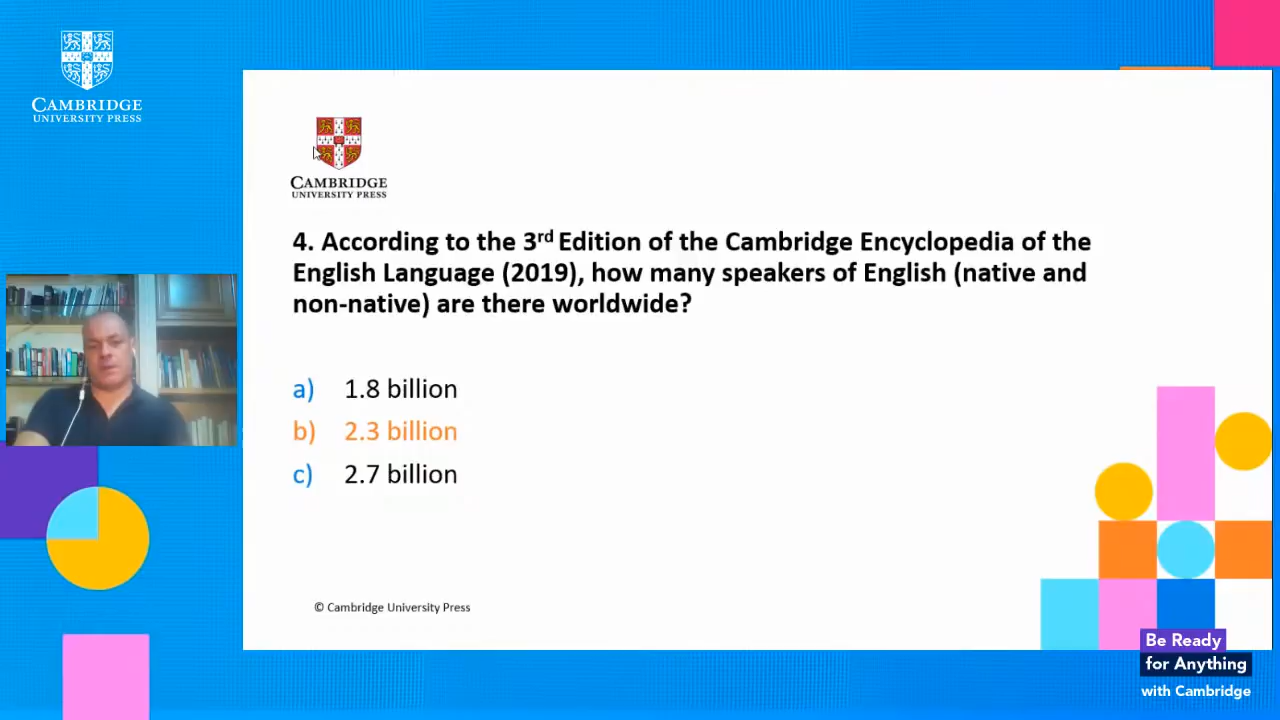 CAMBRIDGE
UNIVERSITY PRESS
CAMBRIDGE
UNIVERSITY PRESS
4. According to the 3rd Edition of the Cambridge Encyclopedia of the
English Language (2019), how many speakers of English (native and
non-native) are there worldwide?
a) 1.8 billion
b) 2.3 billion
c) 2.7 billion
© Cambridge University Press
Be Ready
for Anything
with Cambridge